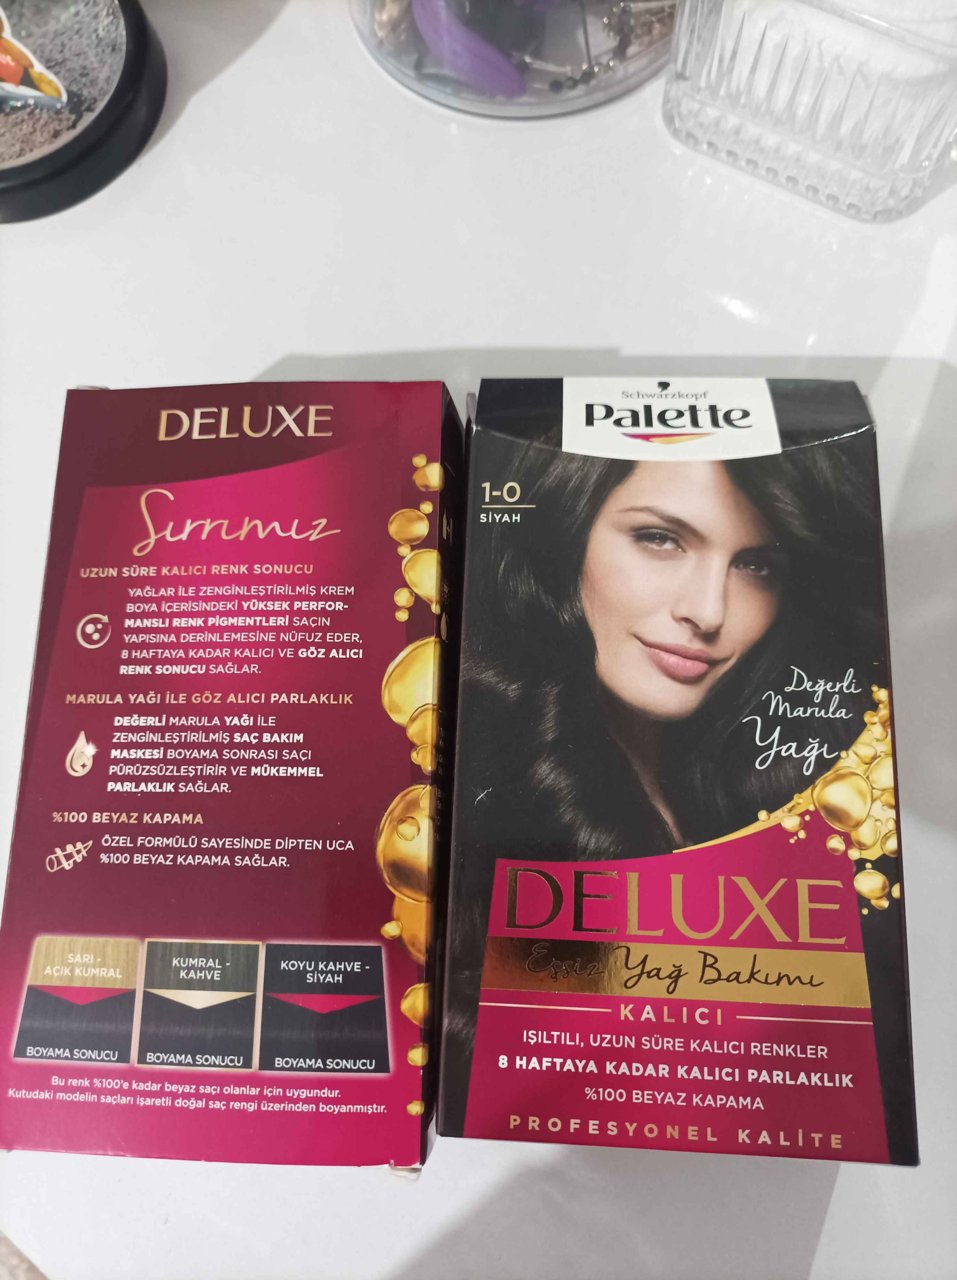 DELUXE
Sırrımız
UZUN SÜRE KALICI RENK SONUCU
YAĞLAR İLE ZENGİNLEŞTİRİLMİŞ KREM
BOYA İÇERİSİNDEKİ YÜKSEK PERFOR-
MANSLI RENK PİGMENTLERİ SAÇIN
YAPISINA DERİNLEMESİNE NÜFUZ EDER,
8 HAFTAYA KADAR KALICI VE GÖZ ALICI
RENK SONUCU SAĞLAR.
MARULA YAĞI İLE GÖZ ALICI PARLAKLIK
DEĞERLİ MARULA YAĞI İLE
ZENGİNLEŞTİRİLMİŞ SAÇ BAKIM
MASKESİ BOYAMA SONRASI SAÇI
PÜRÜZSÜZLEŞTİRİR VE MÜKEMMEL
PARLAKLIK SAĞLAR.
%100 BEYAZ KAPAMA
ÖZEL FORMÜLÜ SAYESİNDE DİPTEN UCA
%100 BEYAZ KAPAMA SAĞLAR.
SARI -
AÇIK KUMRAL
BOYAMA SONUCU
KUMRAL -
KAHVE
BOYAMA SONUCU
KOYU KAHVE -
SİYAH
BOYAMA SONUCU
Bu renk %100'e kadar beyaz saçı olanlar için uygundur.
Kutudaki modelin saçları işaretli doğal saç rengi üzerinden boyanmıştır.
Schwarzkopf
Palette
1-0
SİYAH
Değerli
Marula
Yağı
DELUXE
Eşsiz Yağ Bakımı
KALICI
IŞILTILI, UZUN SÜRE KALICI RENKLER
8 HAFTAYA KADAR KALICI PARLAKLIK
%100 BEYAZ KAPAMA
PROFESYONEL KALİTE